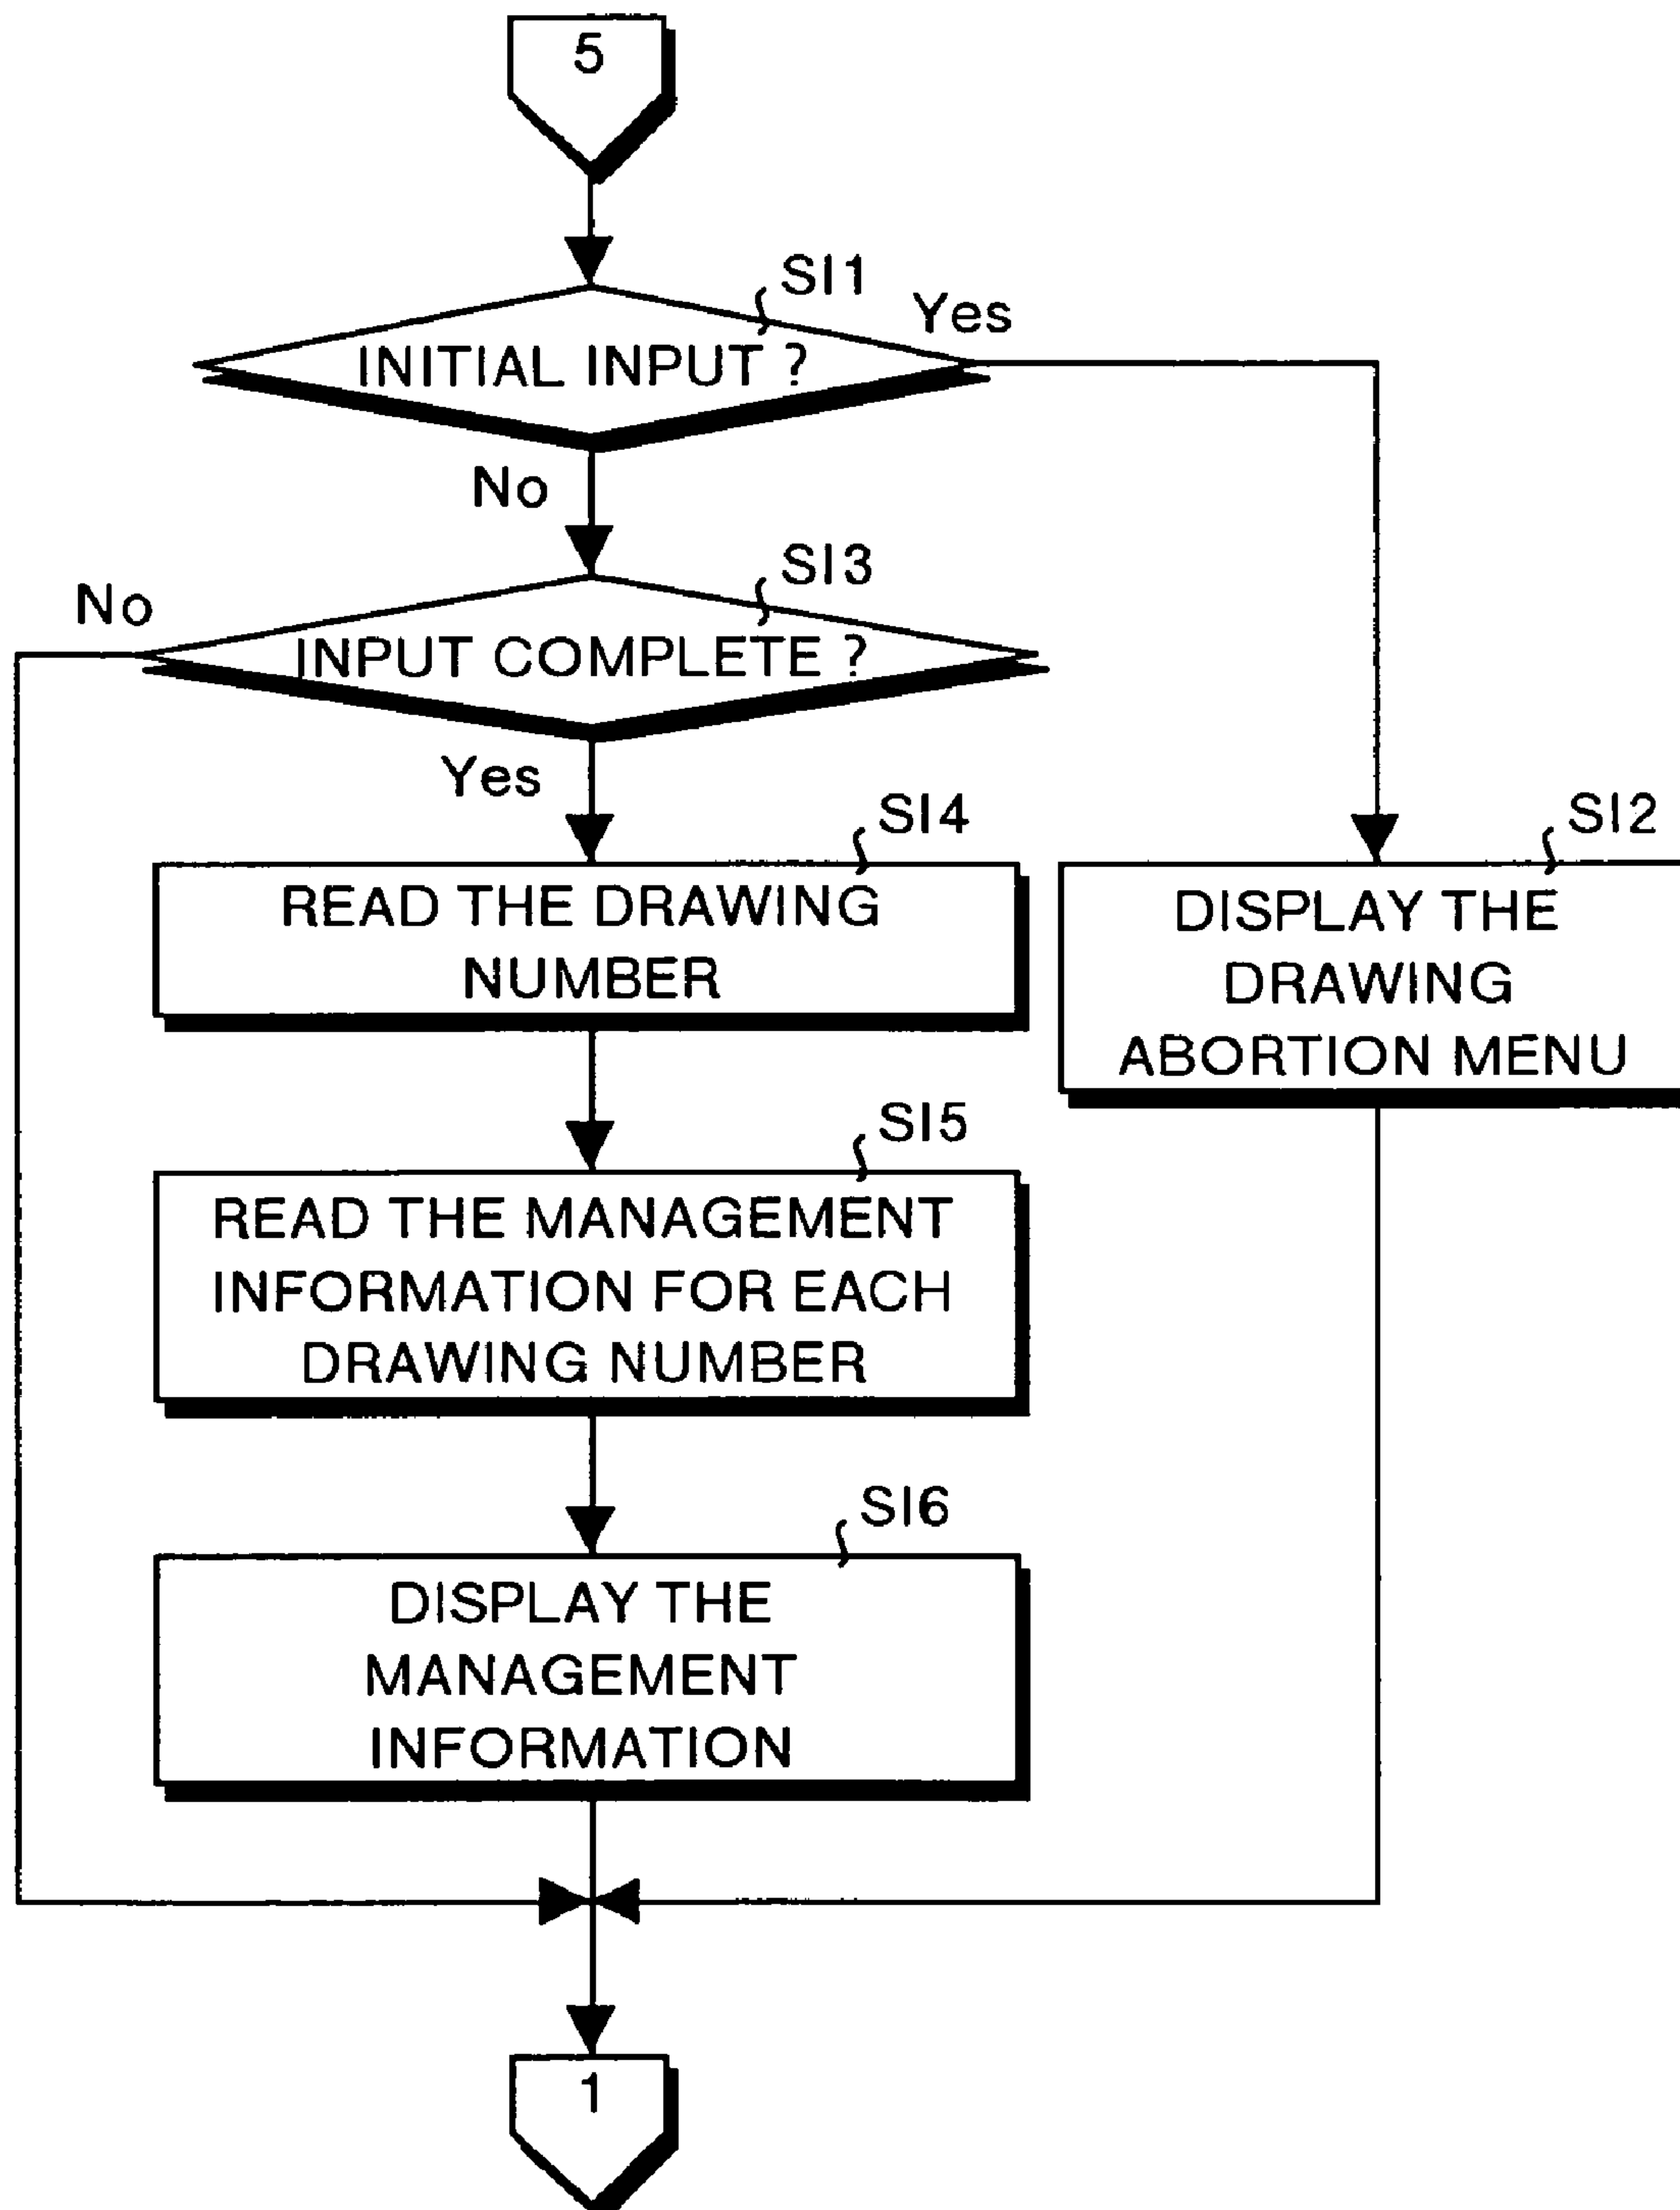 5
SI1
Yes
INITIAL INPUT ?
No
SI3
No
INPUT COMPLETE ?
Yes
SI4
READ THE DRAWING
NUMBER
SI2
DISPLAY THE
DRAWING
ABORTION MENU
SI5
READ THE MANAGEMENT
INFORMATION FOR EACH
DRAWING NUMBER
SI6
DISPLAY THE
MANAGEMENT
INFORMATION
1